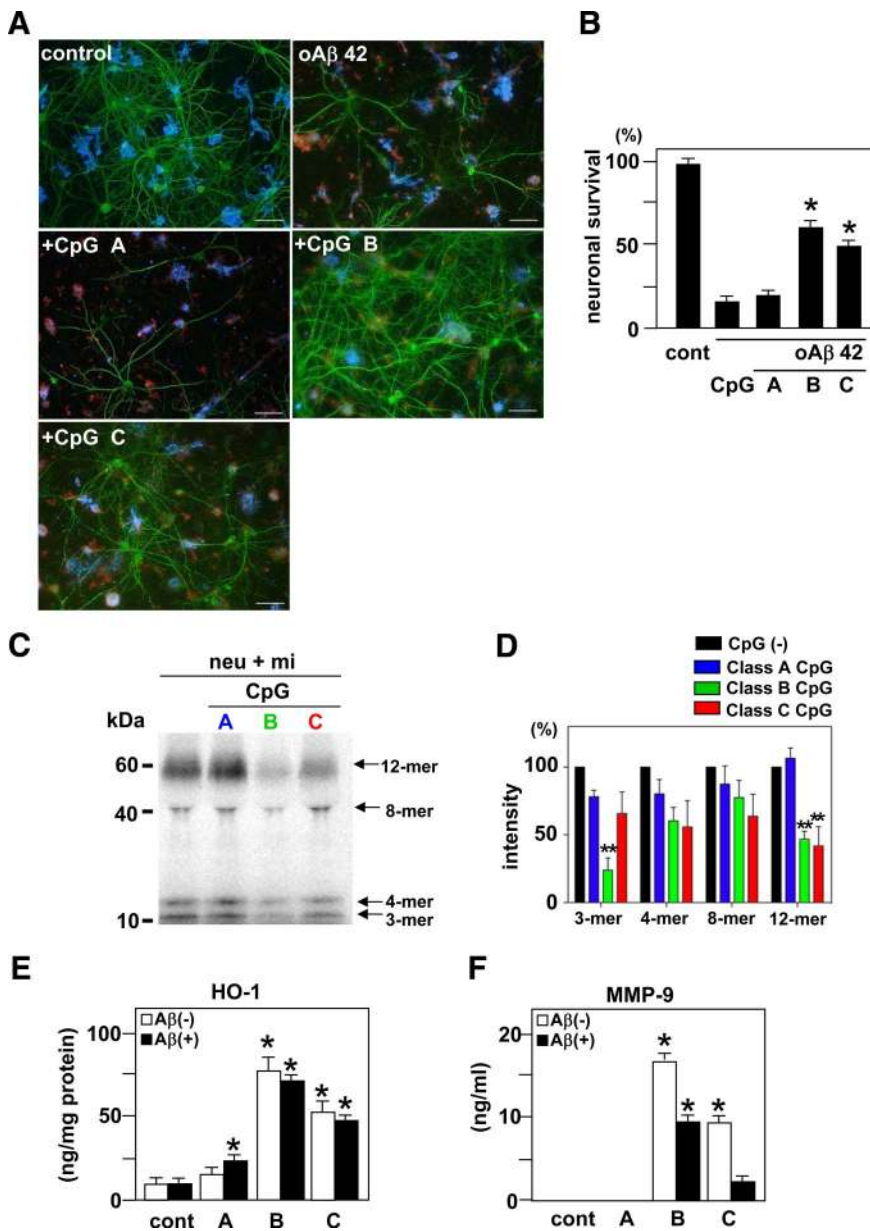 A
control
oAβ 42
+CpG A
+CpG B
+CpG C
B
(%)
100
50
0
neuronal survival
*
*
cont
oAβ 42
CpG A B C
C
neu + mi
CpG
kDa
A B C
60
12-mer
40
8-mer
4-mer
10
3-mer
D
CpG (-)
Class A CpG
Class B CpG
Class C CpG
(%)
100
50
0
intensity
**
**
**
3-mer 4-mer 8-mer 12-mer
E
HO-1
Aβ(-)
Aβ(+)
100
50
0
(ng/mg protein)
*
*
*
*
*
cont A B C
F
MMP-9
Aβ(-)
Aβ(+)
20
10
0
(ng/ml)
*
*
*
cont A B C